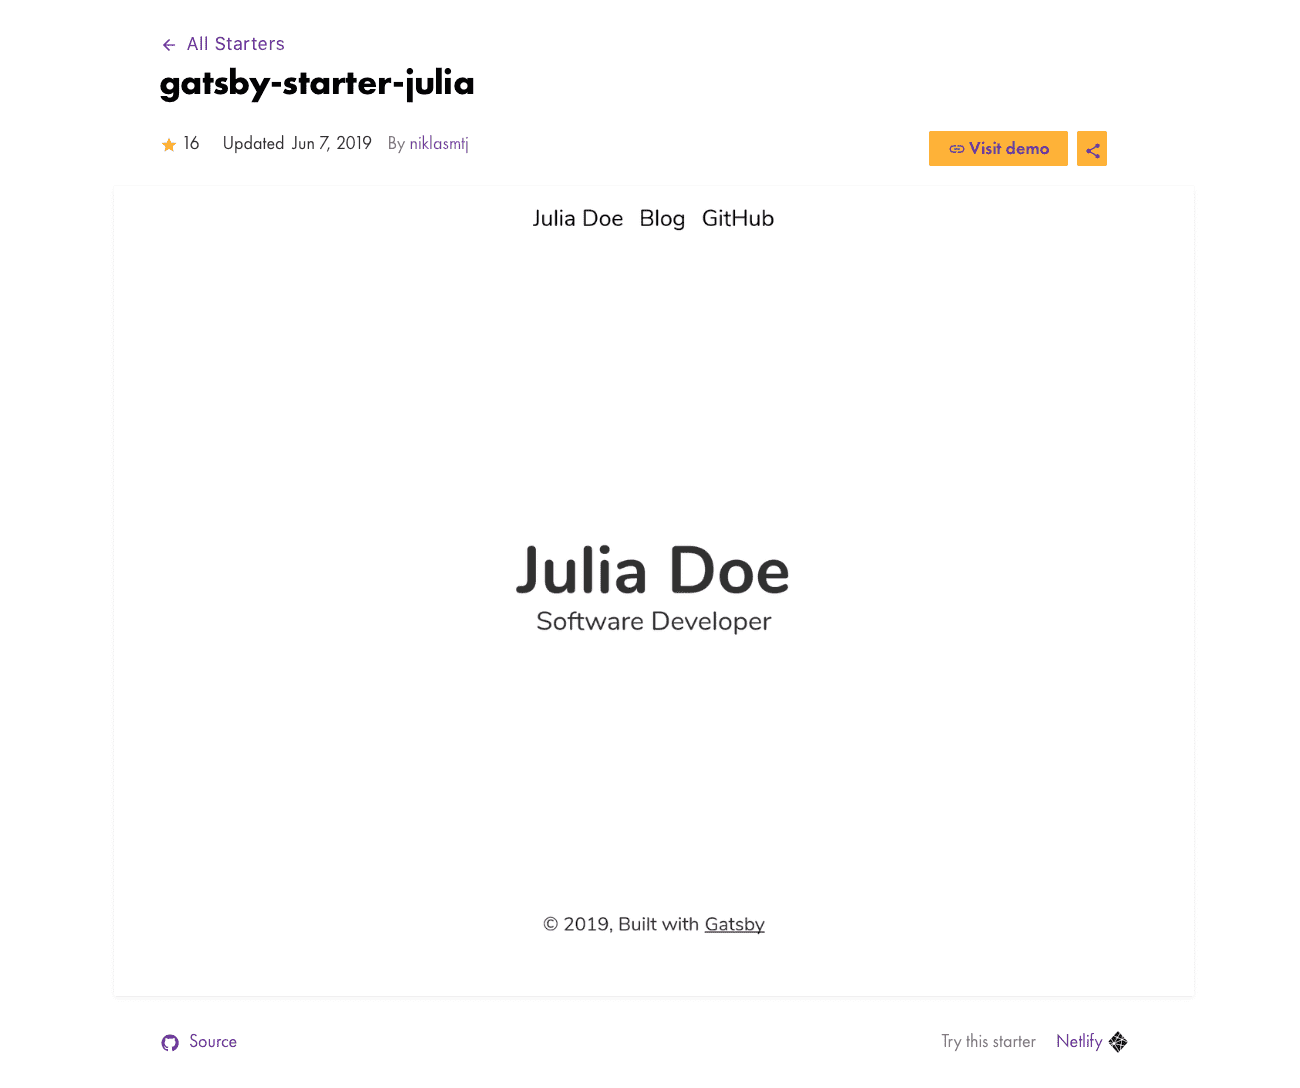 All Starters
gatsby-starter-julia
16 Updated Jun 7, 2019 By niklasmtj
Visit demo
Julia Doe Blog GitHub
Julia Doe
Software Developer
© 2019, Built with Gatsby
Source
Try this starter Netlify